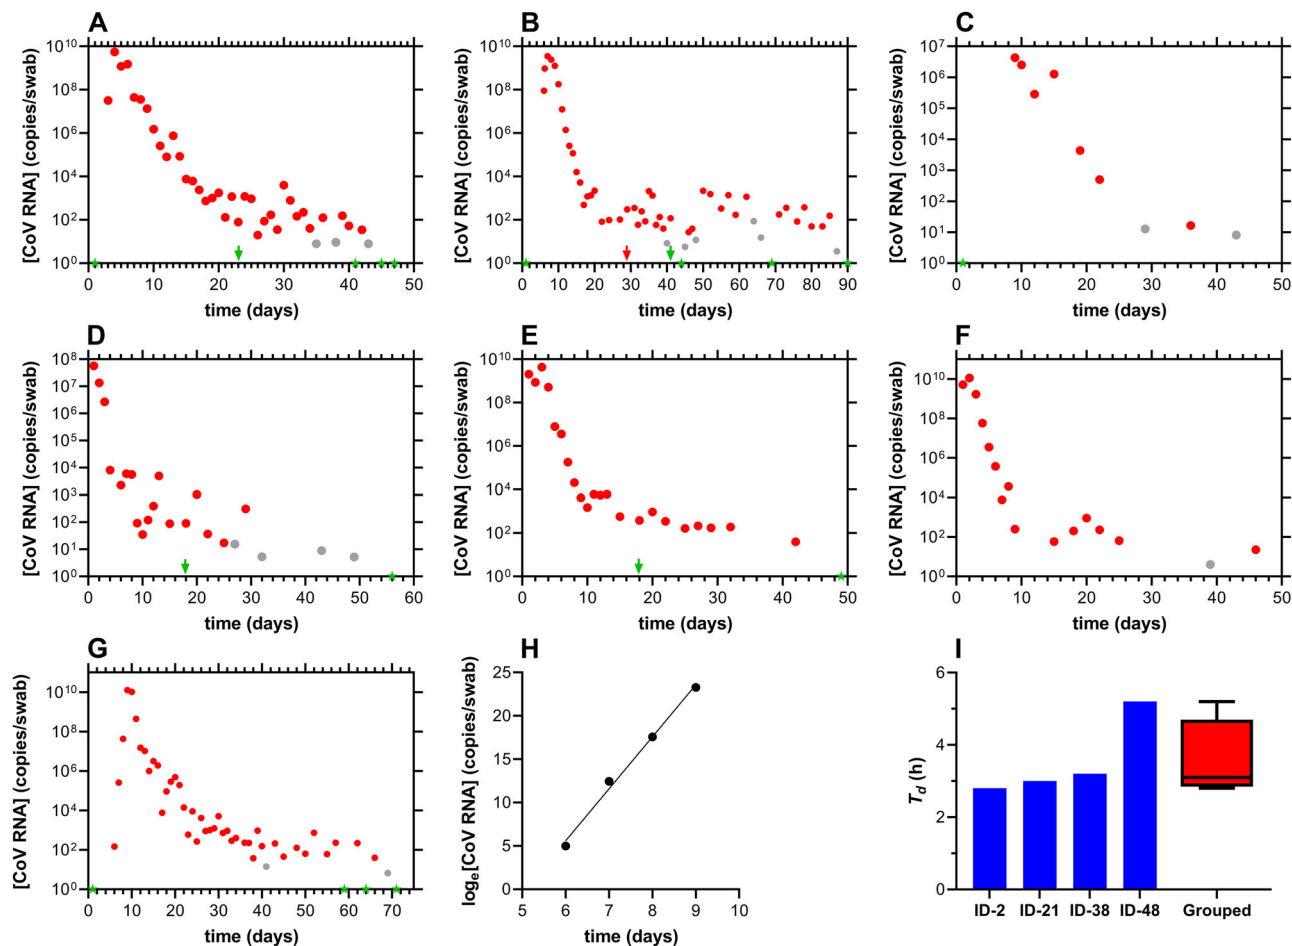 A
B
C
[CoV RNA] (copies/swab)
10^10
10^8
10^6
10^4
10^2
10^0
0 10 20 30 40 50
time (days)
[CoV RNA] (copies/swab)
10^10
10^8
10^6
10^4
10^2
10^0
0 10 20 30 40 50 60 70 80 90
time (days)
[CoV RNA] (copies/swab)
10^7
10^6
10^5
10^4
10^3
10^2
10^1
10^0
0 10 20 30 40 50
time (days)
D
E
F
[CoV RNA] (copies/swab)
10^8
10^7
10^6
10^5
10^4
10^3
10^2
10^1
10^0
0 10 20 30 40 50 60
time (days)
[CoV RNA] (copies/swab)
10^10
10^8
10^6
10^4
10^2
10^0
0 10 20 30 40 50
time (days)
[CoV RNA] (copies/swab)
10^10
10^8
10^6
10^4
10^2
10^0
0 10 20 30 40 50
time (days)
G
H
I
[CoV RNA] (copies/swab)
10^10
10^8
10^6
10^4
10^2
10^0
0 10 20 30 40 50 60 70
time (days)
log_e[CoV RNA] (copies/swab)
25
20
15
10
5
0
5 6 7 8 9 10
time (days)
T_d (h)
6
4
2
0
ID-2 ID-21 ID-38 ID-48 Grouped